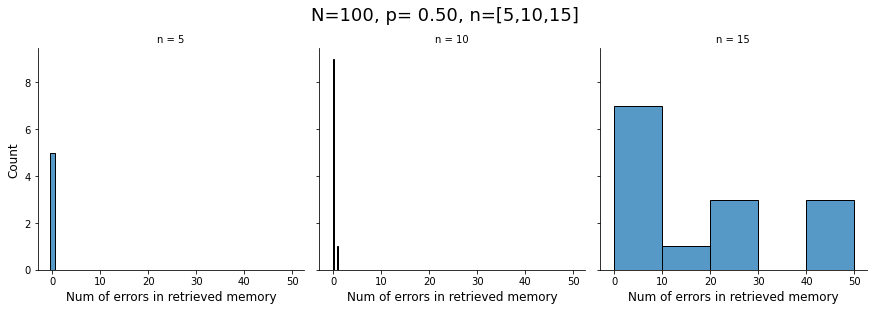 N=100, p= 0.50, n=[5,10,15]
n = 5
n = 10
n = 15
Count
8
6
4
2
0
0 10 20 30 40 50
0 10 20 30 40 50
0 10 20 30 40 50
Num of errors in retrieved memory
Num of errors in retrieved memory
Num of errors in retrieved memory